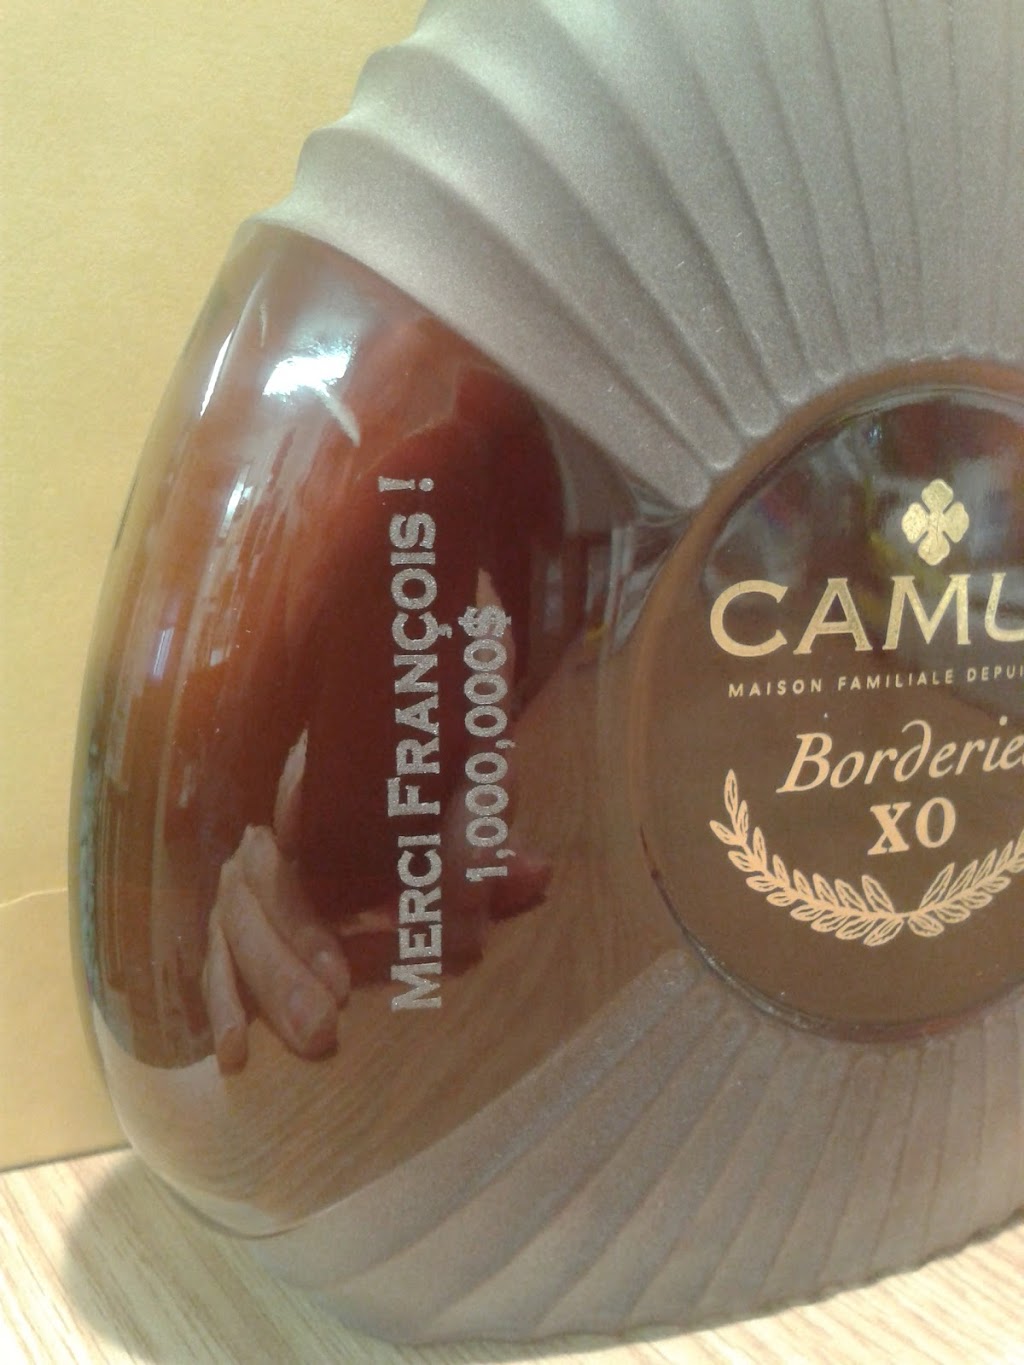 MERCI FRANÇOIS !
1,000,000$
CAMU
MAISON FAMILIALE DEPUI
Borderie
XO